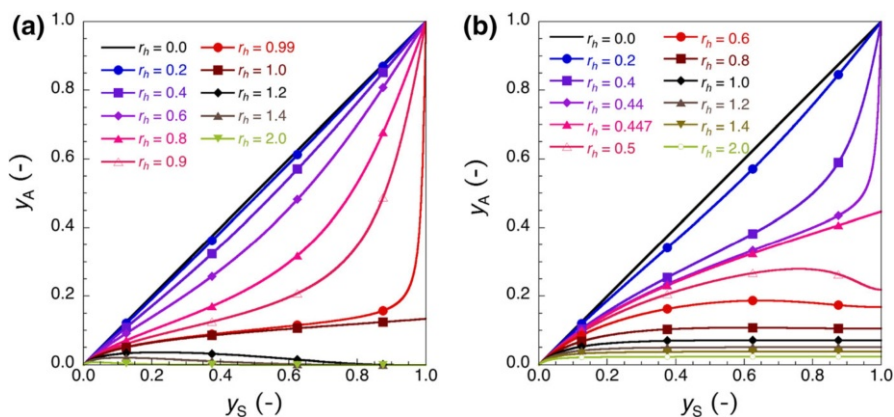 (a)
1.0
0.8
0.6
0.4
0.2
0.0
y_A (-)
r_h = 0.0
r_h = 0.2
r_h = 0.4
r_h = 0.6
r_h = 0.8
r_h = 0.9
r_h = 0.99
r_h = 1.0
r_h = 1.2
r_h = 1.4
r_h = 2.0
0.0 0.2 0.4 0.6 0.8 1.0
y_S (-)
(b)
1.0
0.8
0.6
0.4
0.2
0.0
y_A (-)
r_h = 0.0
r_h = 0.2
r_h = 0.4
r_h = 0.44
r_h = 0.447
r_h = 0.5
r_h = 0.6
r_h = 0.8
r_h = 1.0
r_h = 1.2
r_h = 1.4
r_h = 2.0
0.0 0.2 0.4 0.6 0.8 1.0
y_S (-)